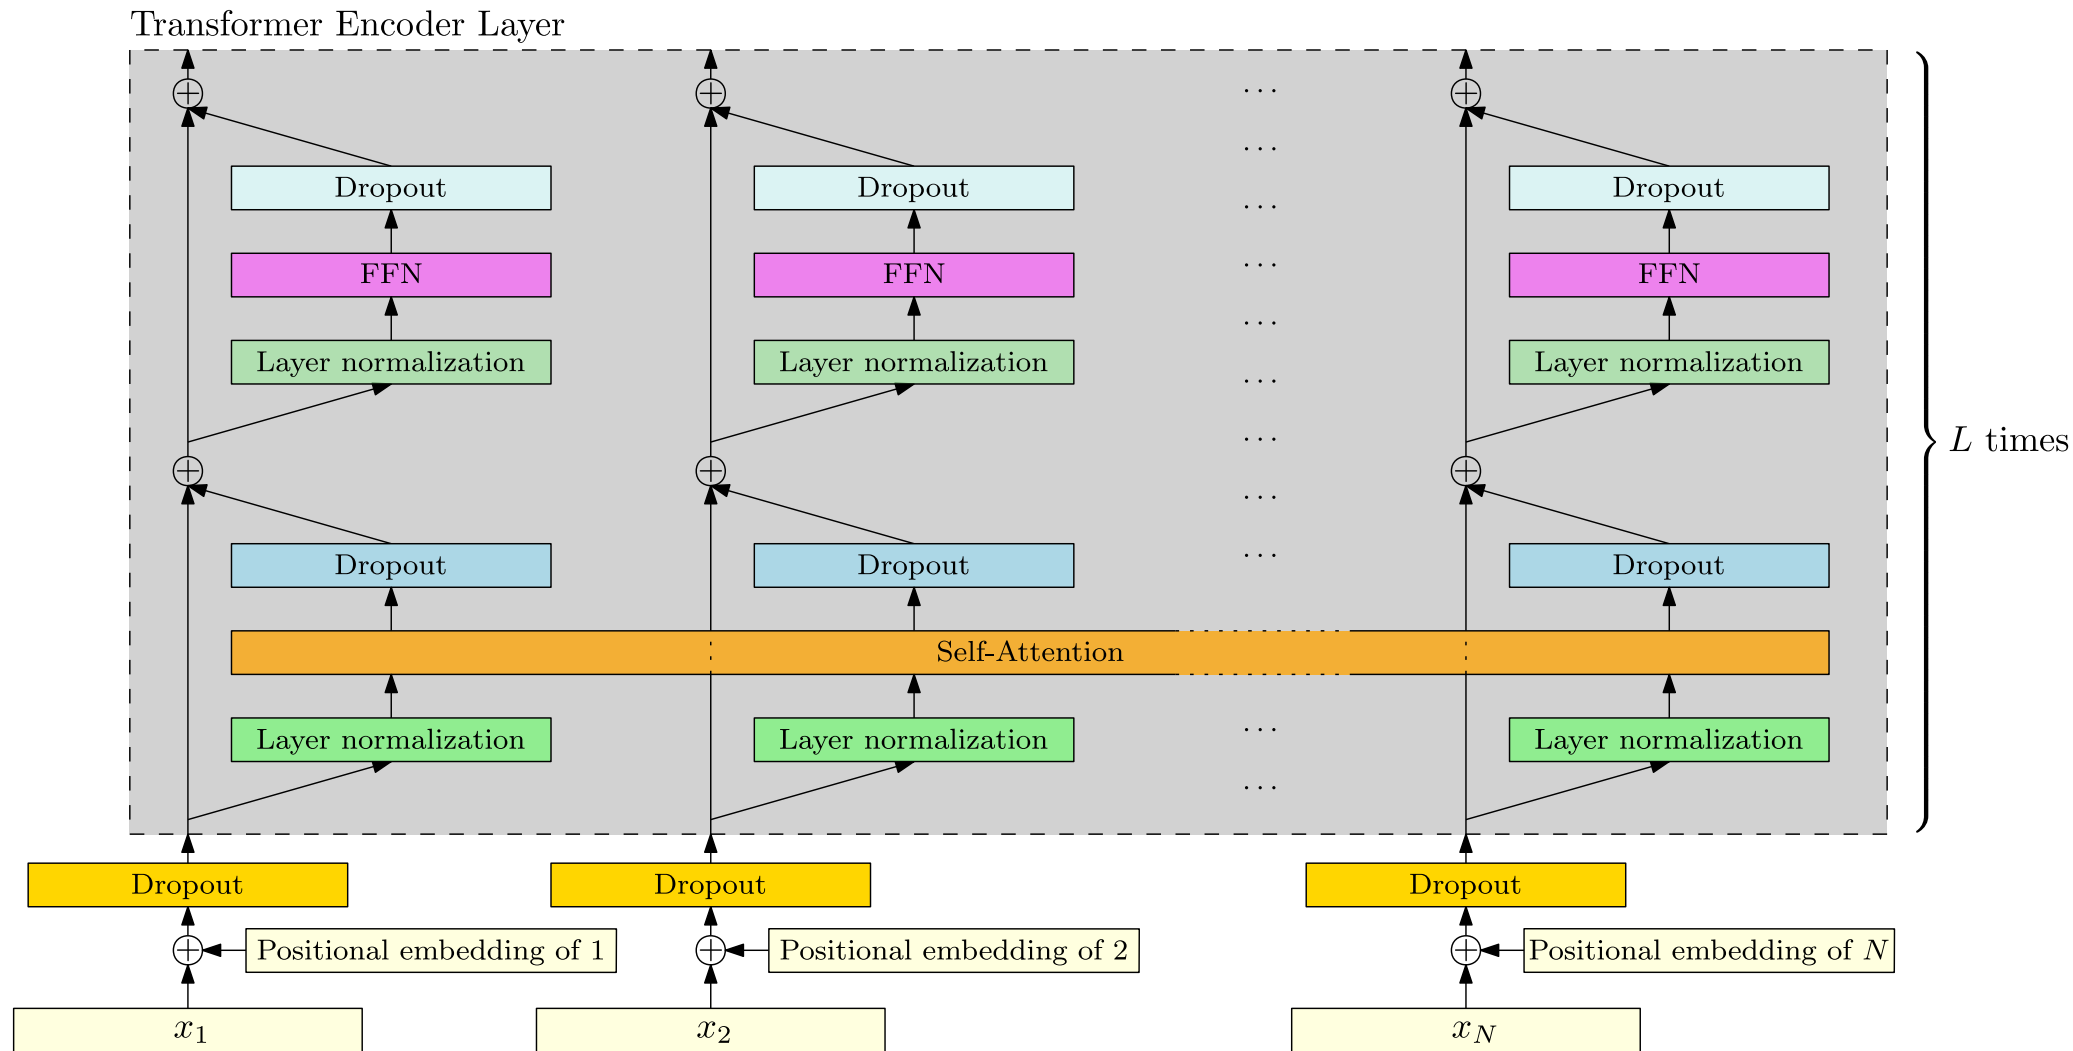 Transformer Encoder Layer
...
...
Dropout Dropout Dropout
...
...
FFN FFN FFN
...
Layer normalization Layer normalization Layer normalization
...
...
L times
...
...
Dropout Dropout Dropout
Self-Attention
...
Layer normalization Layer normalization Layer normalization
...
Dropout Dropout Dropout
Positional embedding of 1 Positional embedding of 2 Positional embedding of N
x₁ x₂ x_N